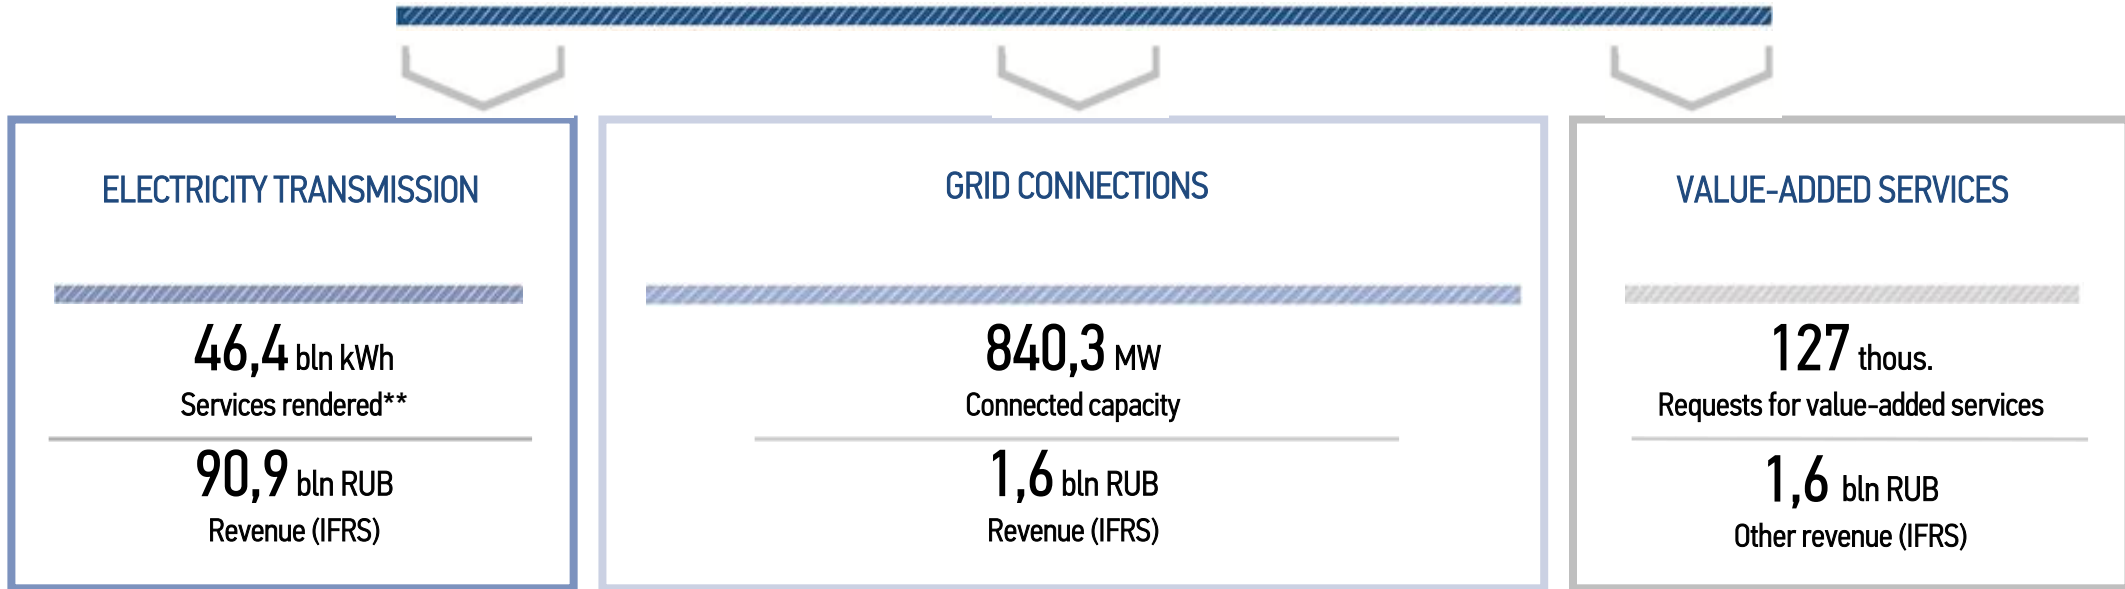 ELECTRICITY TRANSMISSION
46,4 bln kWh
Services rendered**
90,9 bln RUB
Revenue (IFRS)
GRID CONNECTIONS
840,3 MW
Connected capacity
1,6 bln RUB
Revenue (IFRS)
VALUE-ADDED SERVICES
127 thous.
Requests for value-added services
1,6 bln RUB
Other revenue (IFRS)